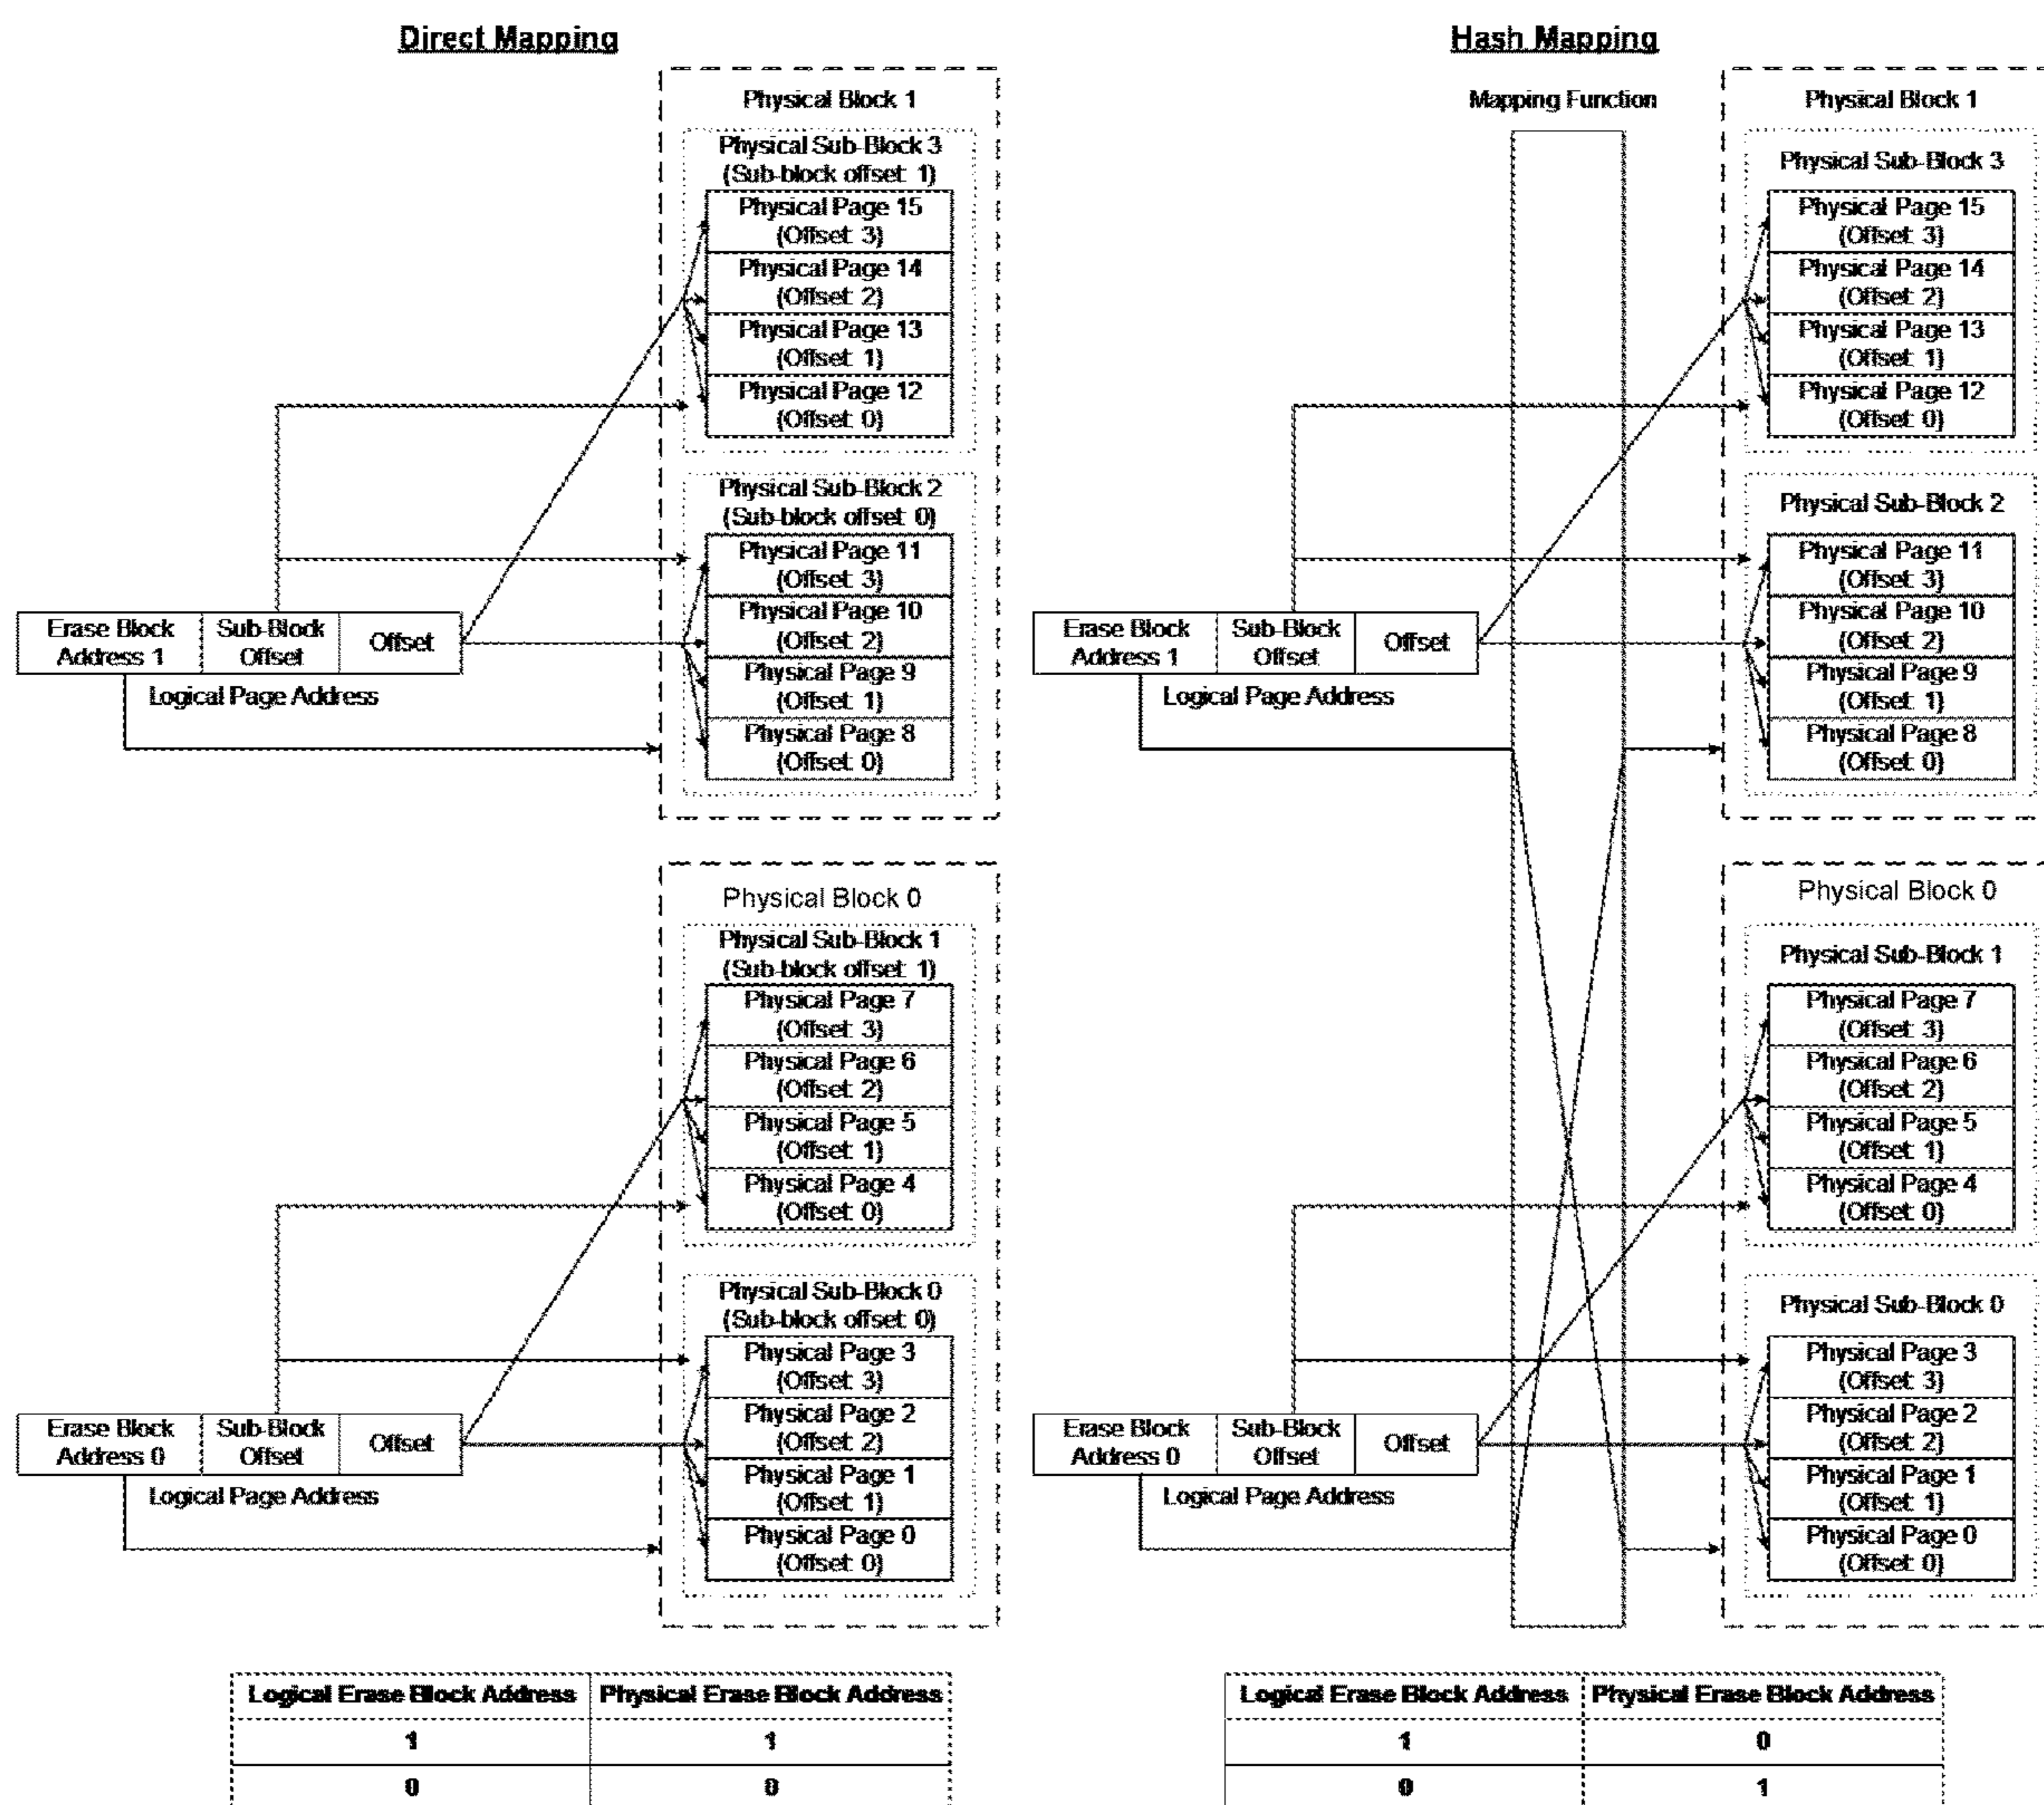 Direct Mapping
Physical Block 1
Physical Sub-Block 3
(Sub-block offset: 1)
Physical Page 15
(Offset: 3)
Physical Page 14
(Offset: 2)
Physical Page 13
(Offset: 1)
Physical Page 12
(Offset: 0)
Physical Sub-Block 2
(Sub-block offset: 0)
Physical Page 11
(Offset: 3)
Physical Page 10
(Offset: 2)
Physical Page 9
(Offset: 1)
Physical Page 8
(Offset: 0)
Erase Block
Address 1
Sub-Block
Offset
Offset
Logical Page Address
Physical Block 0
Physical Sub-Block 1
(Sub-block offset: 1)
Physical Page 7
(Offset: 3)
Physical Page 6
(Offset: 2)
Physical Page 5
(Offset: 1)
Physical Page 4
(Offset: 0)
Physical Sub-Block 0
(Sub-block offset: 0)
Physical Page 3
(Offset: 3)
Physical Page 2
(Offset: 2)
Physical Page 1
(Offset: 1)
Physical Page 0
(Offset: 0)
Erase Block
Address 0
Sub-Block
Offset
Offset
Logical Page Address
Logical Erase Block Address Physical Erase Block Address
1 1
0 0
Hash Mapping
Mapping Function
Physical Block 1
Physical Sub-Block 3
Physical Page 15
(Offset: 3)
Physical Page 14
(Offset: 2)
Physical Page 13
(Offset: 1)
Physical Page 12
(Offset: 0)
Physical Sub-Block 2
Physical Page 11
(Offset: 3)
Physical Page 10
(Offset: 2)
Physical Page 9
(Offset: 1)
Physical Page 8
(Offset: 0)
Erase Block
Address 1
Sub-Block
Offset
Offset
Logical Page Address
Physical Block 0
Physical Sub-Block 1
Physical Page 7
(Offset: 3)
Physical Page 6
(Offset: 2)
Physical Page 5
(Offset: 1)
Physical Page 4
(Offset: 0)
Physical Sub-Block 0
Physical Page 3
(Offset: 3)
Physical Page 2
(Offset: 2)
Physical Page 1
(Offset: 1)
Physical Page 0
(Offset: 0)
Erase Block
Address 0
Sub-Block
Offset
Offset
Logical Page Address
Logical Erase Block Address Physical Erase Block Address
1 0
0 1